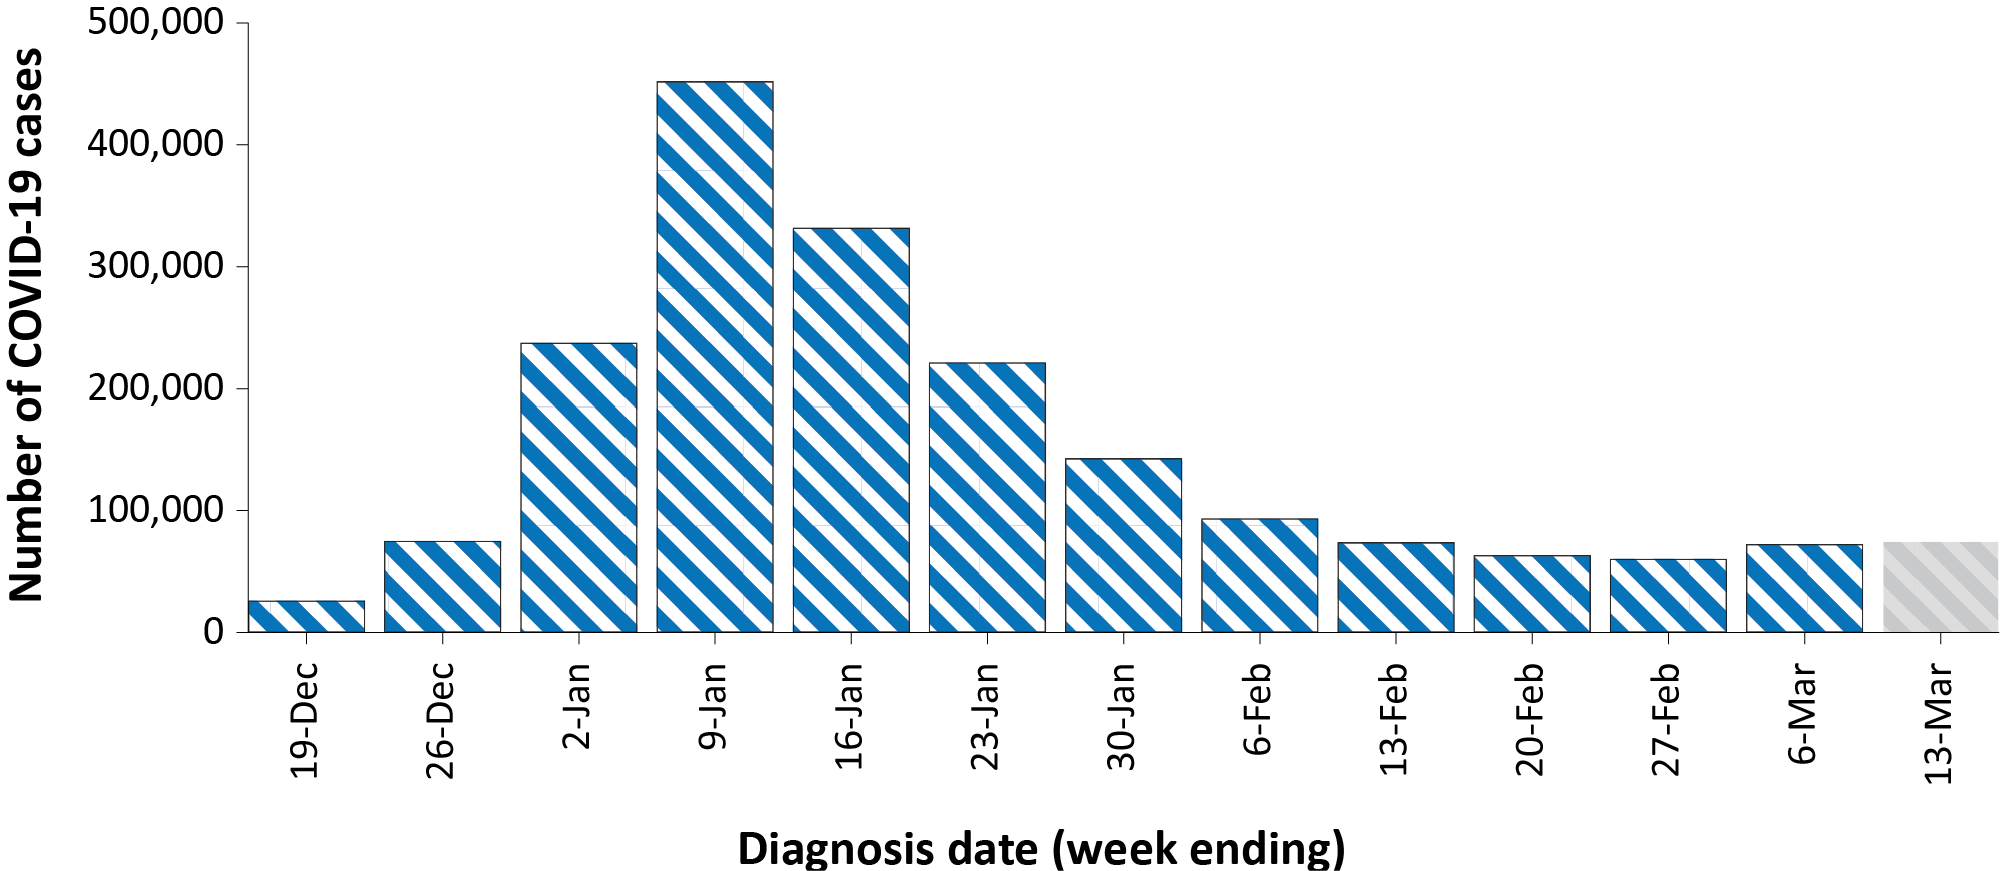 Number of COVID-19 cases
500,000
400,000
300,000
200,000
100,000
0
19-Dec
26-Dec
2-Jan
9-Jan
16-Jan
23-Jan
30-Jan
6-Feb
13-Feb
20-Feb
27-Feb
6-Mar
13-Mar
Diagnosis date (week ending)